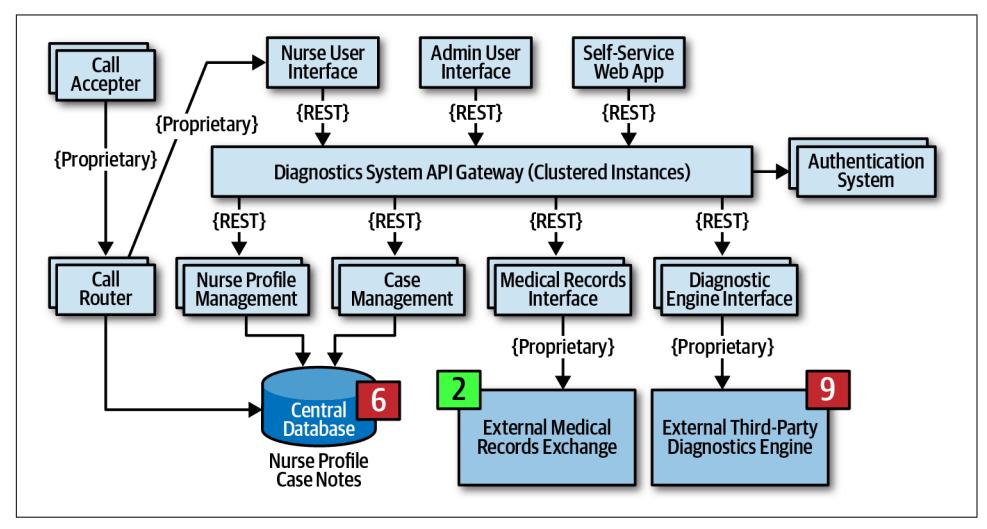 Call
Accepter
Nurse User
Interface
Admin User
Interface
Self-Service
Web App
{Proprietary}
{REST}
{REST}
{REST}
{Proprietary}
Diagnostics System API Gateway (Clustered Instances)
Authentication
System
{REST}
{REST}
{REST}
{REST}
Call
Router
Nurse Profile
Management
Case
Management
Medical Records
Interface
Diagnostic
Engine Interface
{Proprietary}
{Proprietary}
Central
Database
6
2
External Medical
Records Exchange
9
External Third-Party
Diagnostics Engine
Nurse Profile
Case Notes